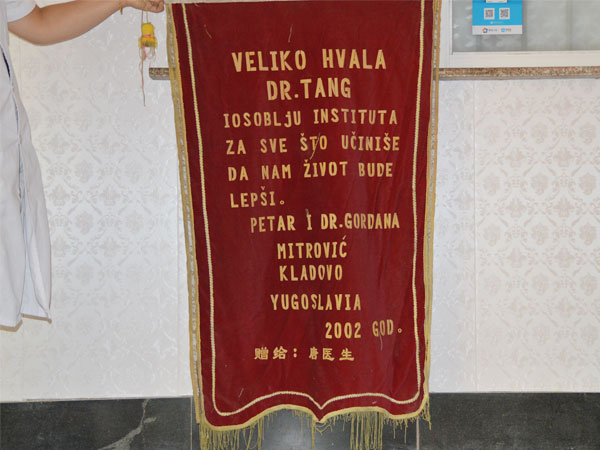 VELIKO HVALA
DR.TANG
IOSOBLJU INSTITUTA
ZA SVE ŠTO UČINIŠE
DA NAM ŽIVOT BUDE
LEPŠI。
PETAR I DR.GORDANA
MITROVIĆ
KLADOVO
YUGOSLAVIA
2002 GOD。
赠给：唐医生